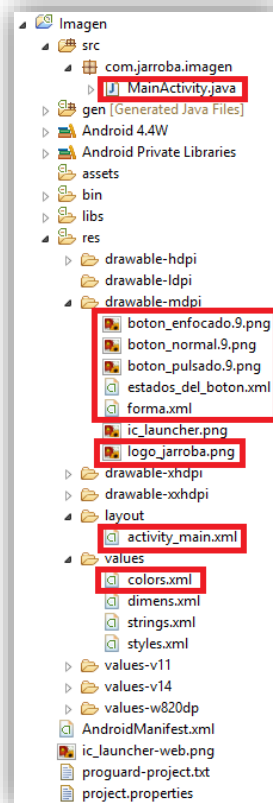 Imagen
src
com.jarroba.imagen
MainActivity.java
gen [Generated Java Files]
Android 4.4W
Android Private Libraries
assets
bin
libs
res
drawable-hdpi
drawable-ldpi
drawable-mdpi
boton_enfocado.9.png
boton_normal.9.png
boton_pulsado.9.png
estados_del_boton.xml
forma.xml
ic_launcher.png
logo_jarroba.png
drawable-xhdpi
drawable-xxhdpi
layout
activity_main.xml
values
colors.xml
dimens.xml
strings.xml
styles.xml
values-v11
values-v14
values-w820dp
AndroidManifest.xml
ic_launcher-web.png
proguard-project.txt
project.properties